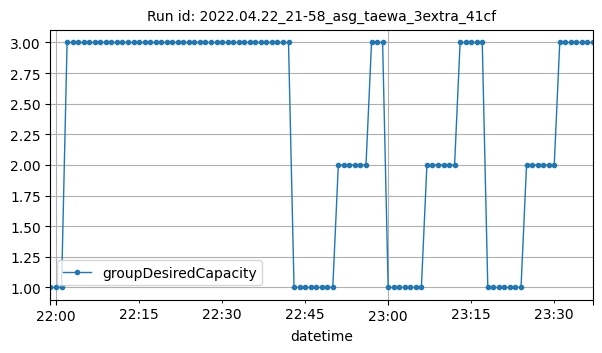 Run id: 2022.04.22_21-58_asg_taewa_3extra_41cf
3.00
2.75
2.50
2.25
2.00
1.75
1.50
1.25
1.00
groupDesiredCapacity
22:00 22:15 22:30 22:45 23:00 23:15 23:30
datetime